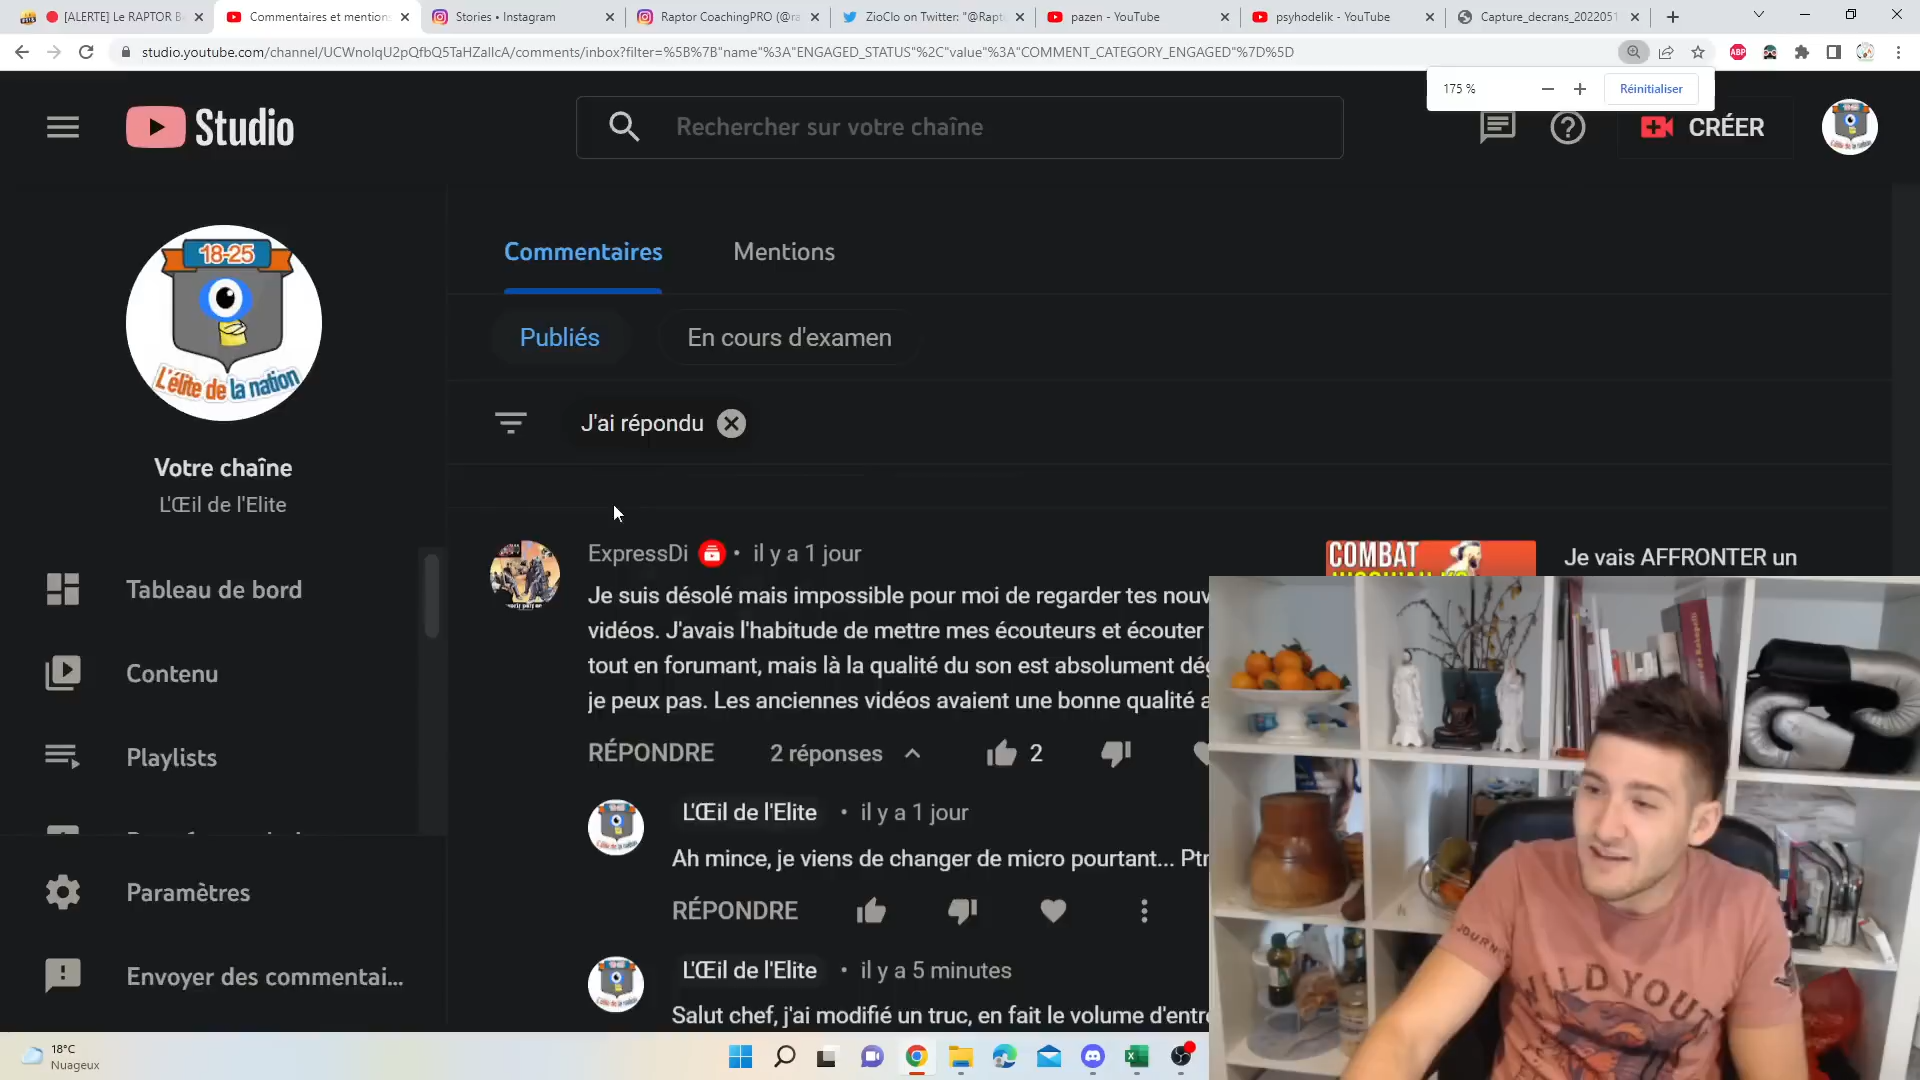 [ALERTE] Le RAPTOR B
Commentaires et mention
Stories • Instagram
Raptor CoachingPRO (@ra
ZioClo on Twitter: "@Rapt
pazen - YouTube
psyhodelik - YouTube
Capture_decrans_2022051
studio.youtube.com/channel/UCWnoIqU2pQfbQ5TaHZallcA/comments/inbox?filter=%5B%7B"name"%3A"ENGAGED_STATUS"%2C"value"%3A"COMMENT_CATEGORY_ENGAGED"%7D%5D
ABP
175 %
Réinitialiser
Studio
Rechercher sur votre chaîne
CRÉER
18-25
L'élite de la nation
Votre chaîne
L'Œil de l'Elite
Tableau de bord
Contenu
Playlists
Paramètres
Envoyer des commentai...
Commentaires
Mentions
Publiés
En cours d'examen
J'ai répondu
ExpressDi • il y a 1 jour
Je suis désolé mais impossible pour moi de regarder tes nouv
vidéos. J'avais l'habitude de mettre mes écouteurs et écouter
tout en forumant, mais là la qualité du son est absolument dég
je peux pas. Les anciennes vidéos avaient une bonne qualité a
RÉPONDRE
2 réponses
2
COMBAT
Je vais AFFRONTER un
L'Œil de l'Elite • il y a 1 jour
Ah mince, je viens de changer de micro pourtant... Ptn
RÉPONDRE
L'Œil de l'Elite • il y a 5 minutes
Salut chef, j'ai modifié un truc, en fait le volume d'entr
JOURN
WILD YOUT
18°C
Nuageux